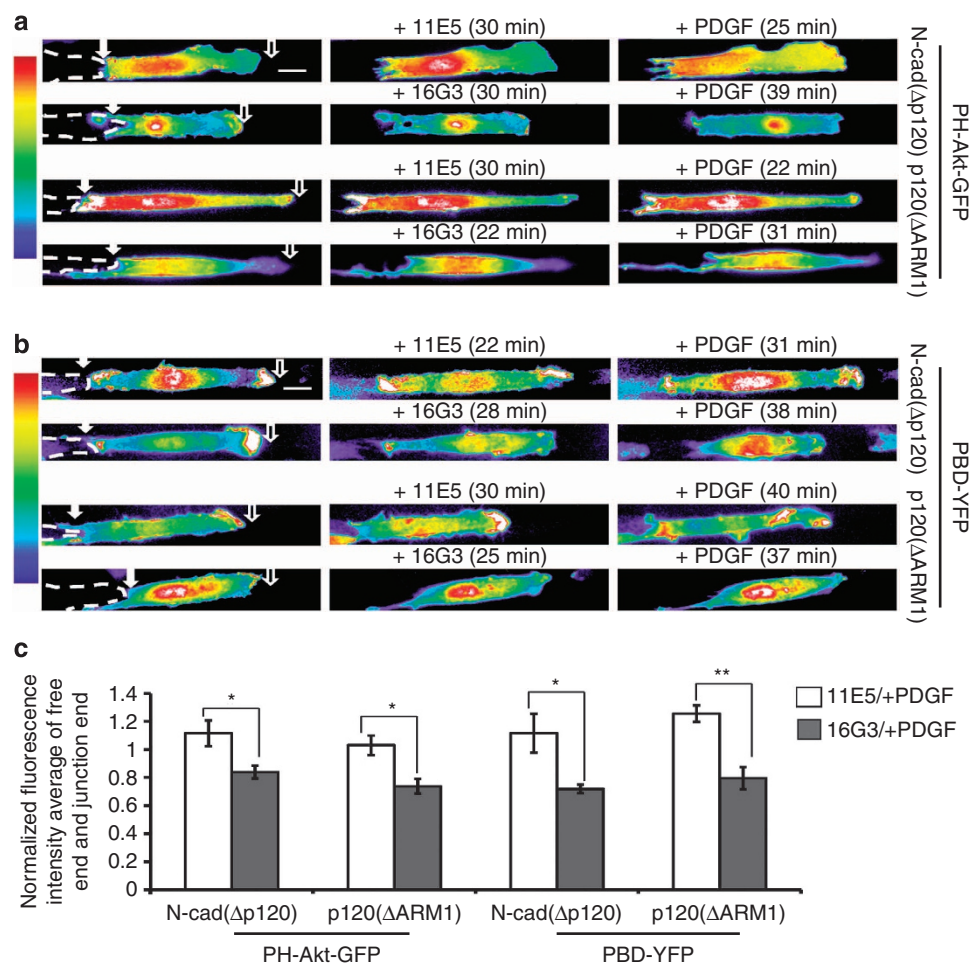 a
+ 11E5 (30 min)
+ PDGF (25 min)
+ 16G3 (30 min)
+ PDGF (39 min)
+ 11E5 (30 min)
+ PDGF (22 min)
+ 16G3 (22 min)
+ PDGF (31 min)
N-cad(Δp120)
p120(ΔARM1)
PH-Akt-GFP
b
+ 11E5 (22 min)
+ PDGF (31 min)
+ 16G3 (28 min)
+ PDGF (38 min)
+ 11E5 (30 min)
+ PDGF (40 min)
+ 16G3 (25 min)
+ PDGF (37 min)
N-cad(Δp120)
p120(ΔARM1)
PBD-YFP
c
Normalized fluorescence
intensity average of free
end and junction end
1.4
1.2
1
0.8
0.6
0.4
0.2
0
*
*
*
**
11E5/+PDGF
16G3/+PDGF
N-cad(Δp120)
p120(ΔARM1)
N-cad(Δp120)
p120(ΔARM1)
PH-Akt-GFP
PBD-YFP